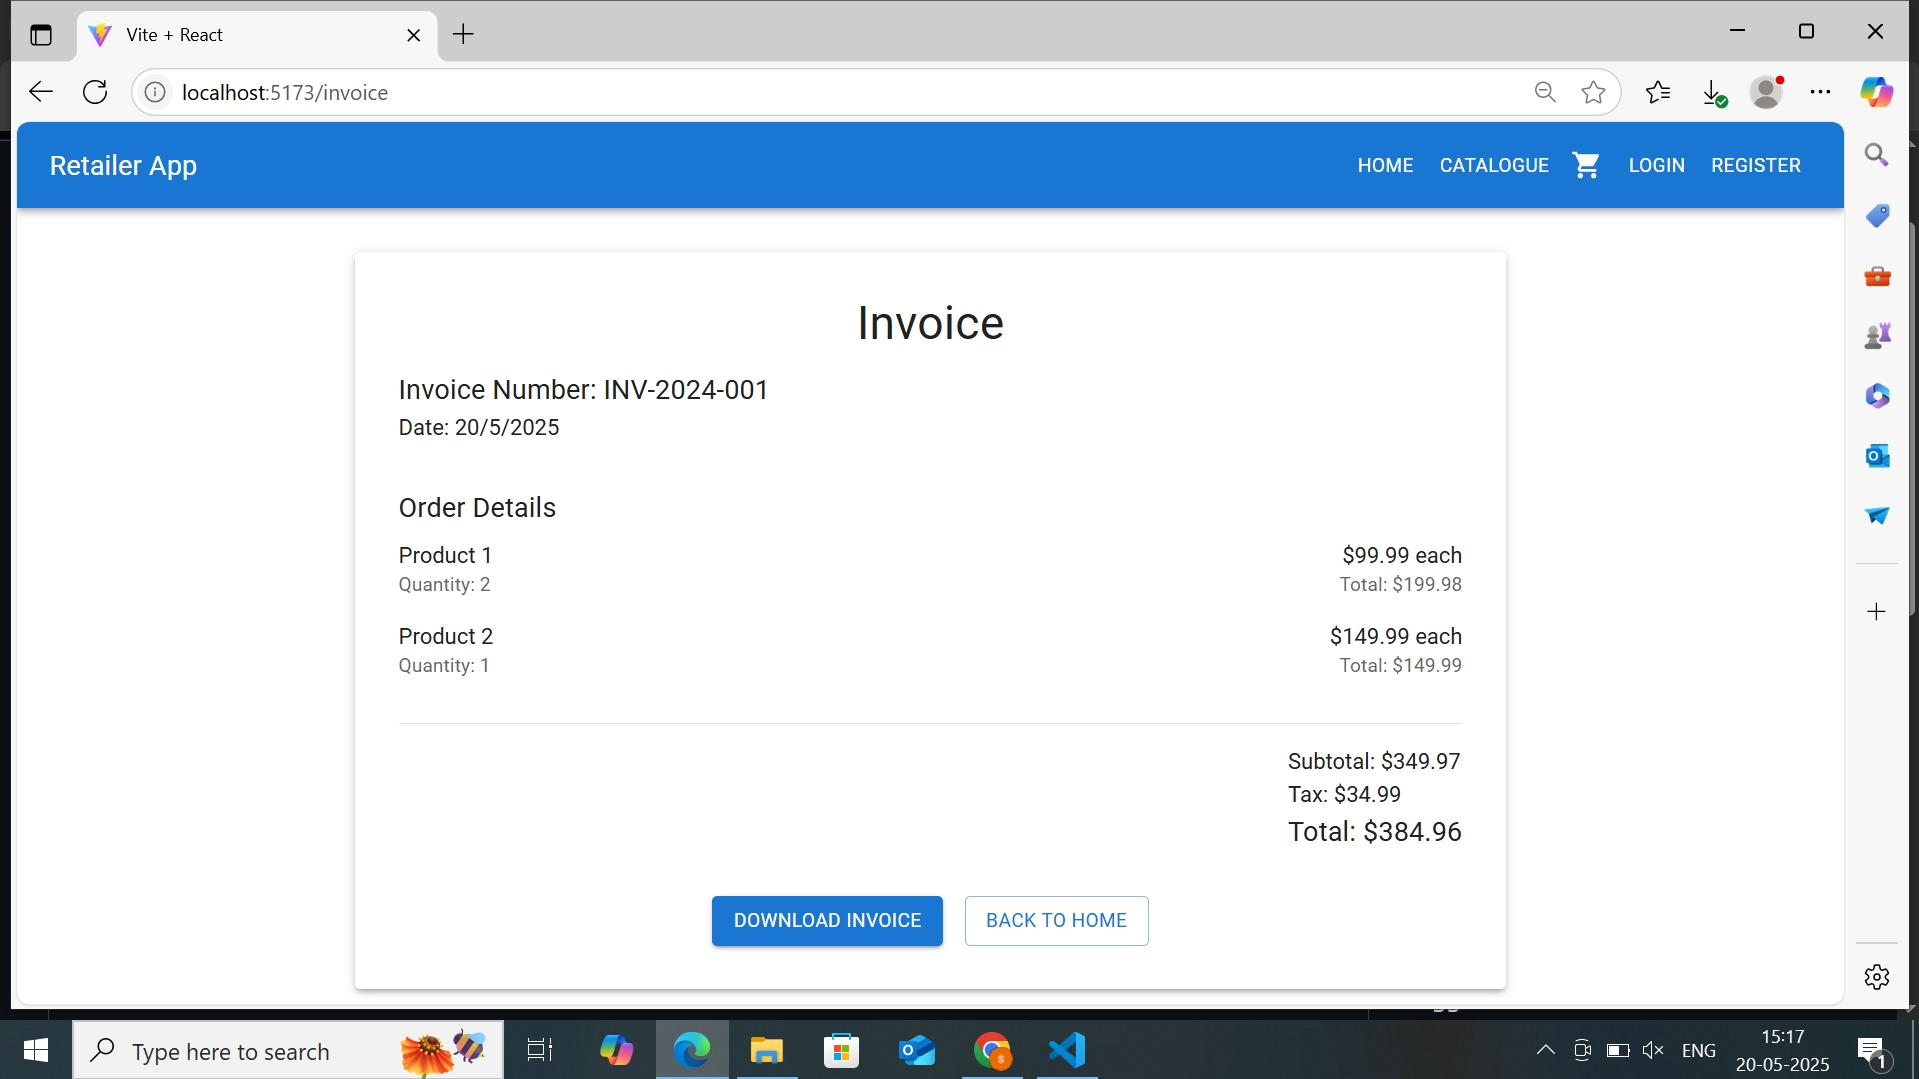 Vite + React
localhost:5173/invoice
Retailer App
HOME CATALOGUE LOGIN REGISTER
Invoice
Invoice Number: INV-2024-001
Date: 20/5/2025
Order Details
Product 1 $99.99 each
Quantity: 2 Total: $199.98
Product 2 $149.99 each
Quantity: 1 Total: $149.99
Subtotal: $349.97
Tax: $34.99
Total: $384.96
DOWNLOAD INVOICE BACK TO HOME
Type here to search
ENG
15:17
20-05-2025
1